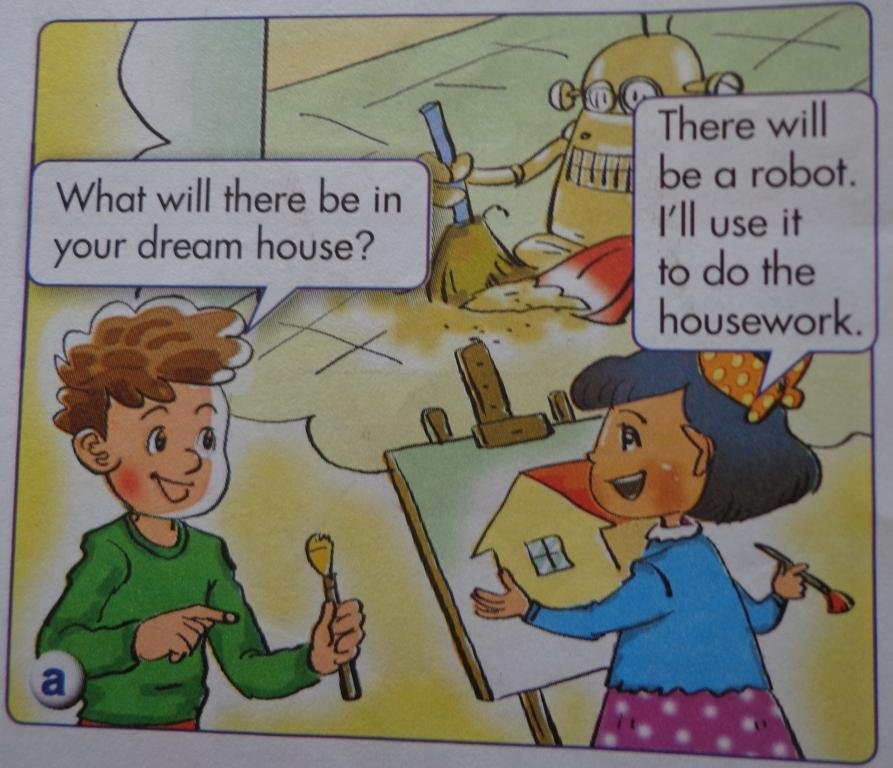 What will there be in
your dream house?
There will
be a robot.
I'll use it
to do the
housework.
a